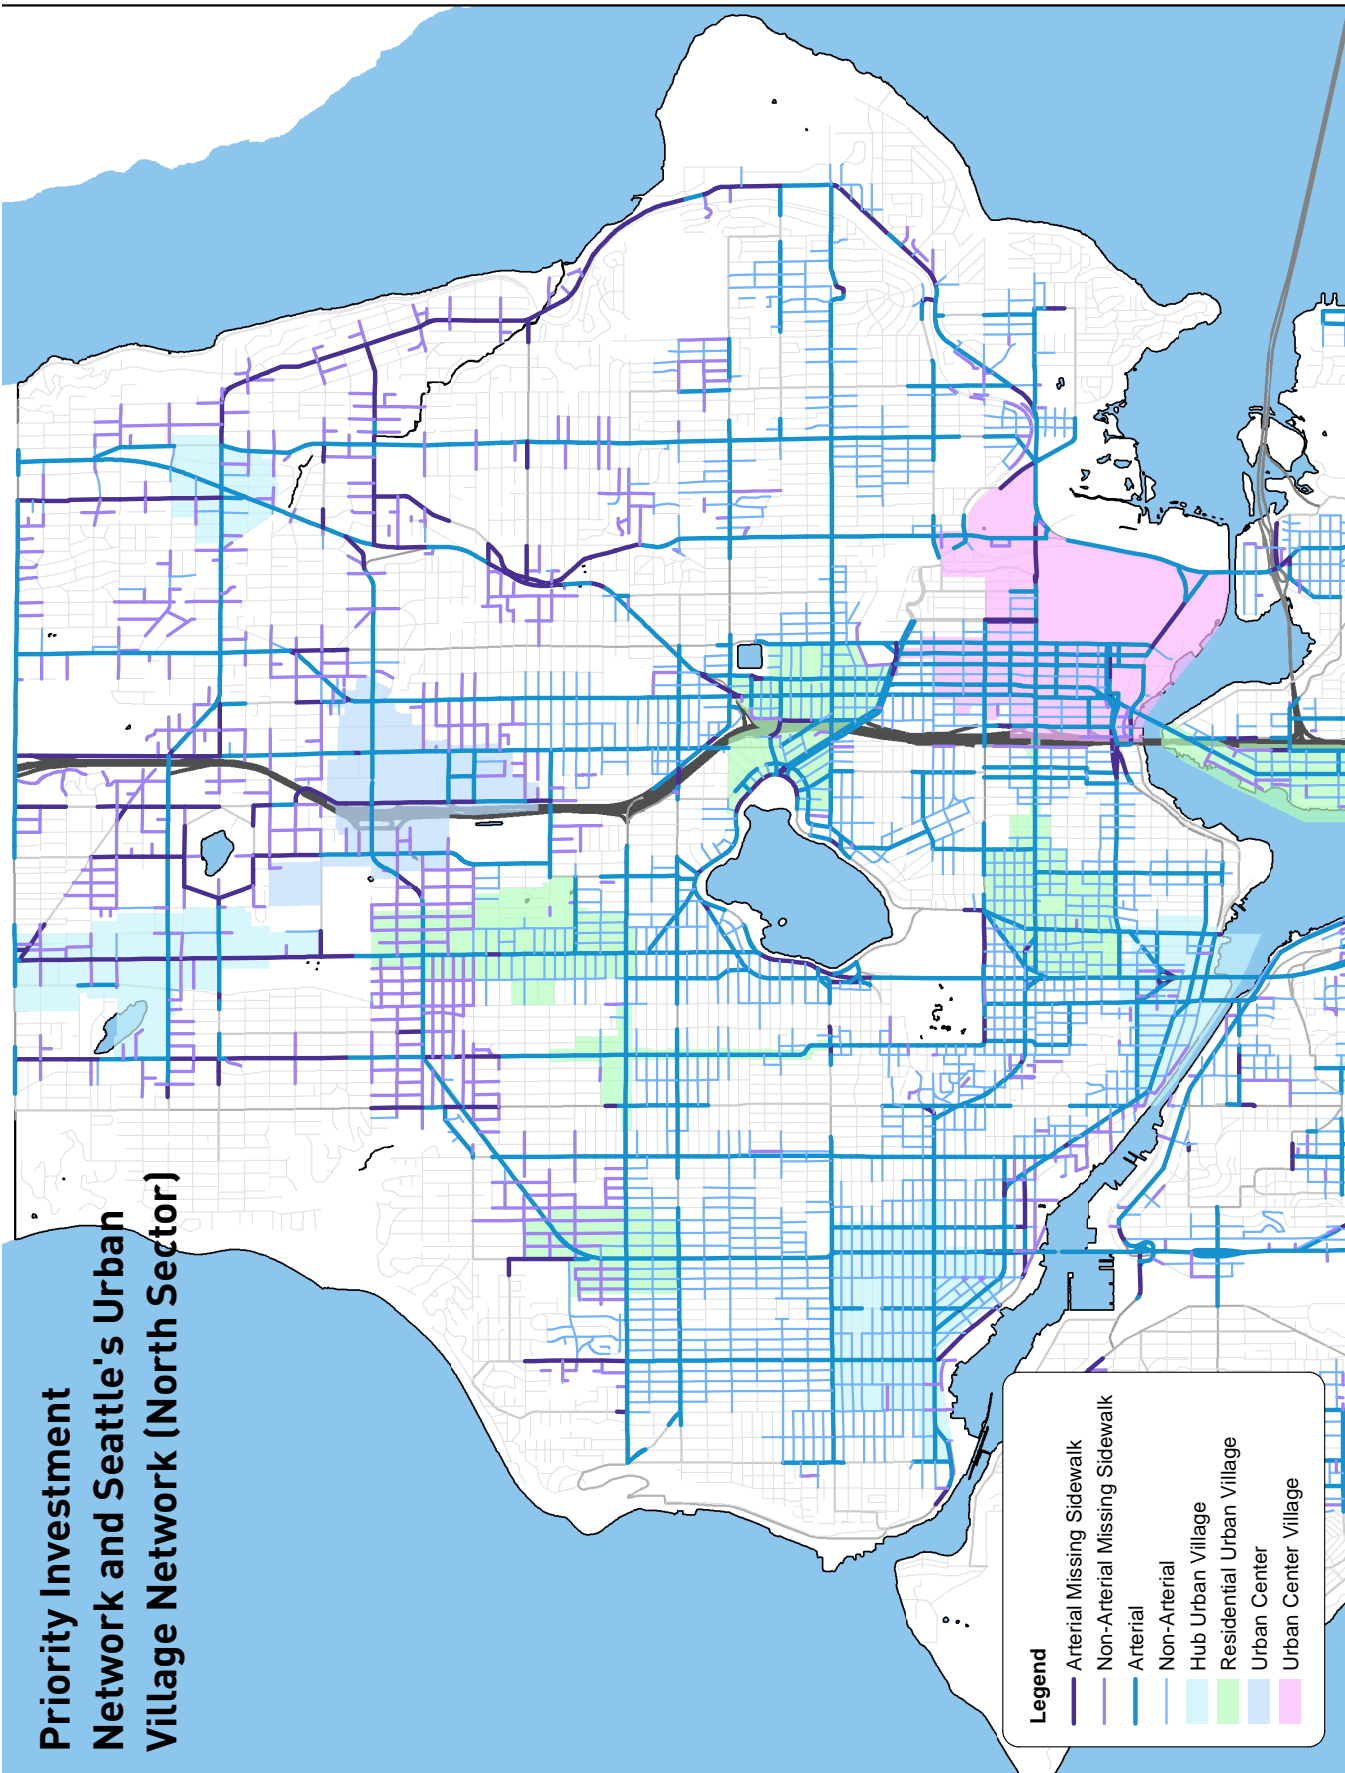 Priority Investment
Network and Seattle's Urban
Village Network (North Sector)
Legend
Arterial Missing Sidewalk
Non-Arterial Missing Sidewalk
Arterial
Non-Arterial
Hub Urban Village
Residential Urban Village
Urban Center
Urban Center Village